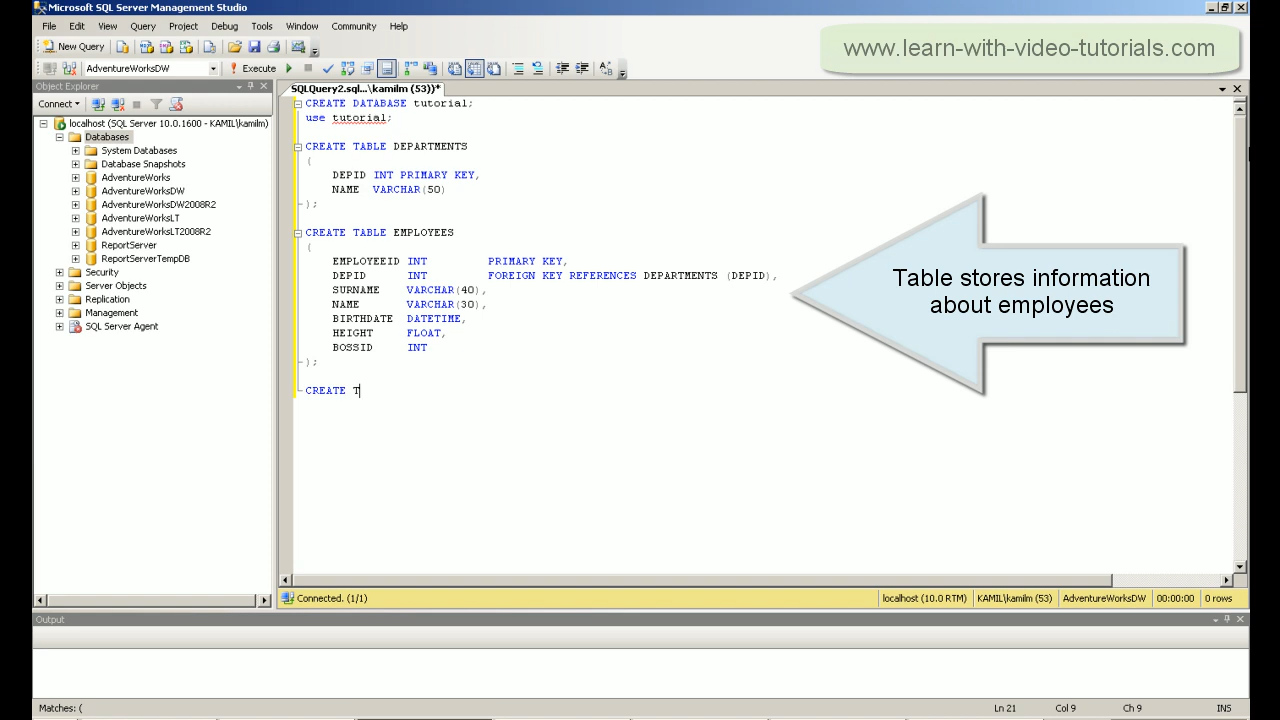 Microsoft SQL Server Management Studio
File Edit View Query Project Debug Tools Window Community Help
New Query
www.learn-with-video-tutorials.com
AdventureWorksDW Execute
Object Explorer
SQLQuery2.sql...\kamilm (53))*
Connect
CREATE DATABASE tutorial;
use tutorial;
CREATE TABLE DEPARTMENTS
(
DEPID INT PRIMARY KEY,
NAME VARCHAR(50)
);
CREATE TABLE EMPLOYEES
(
EMPLOYEEID INT PRIMARY KEY,
DEPID INT FOREIGN KEY REFERENCES DEPARTMENTS (DEPID),
SURNAME VARCHAR(40),
NAME VARCHAR(30),
BIRTHDATE DATETIME,
HEIGHT FLOAT,
BOSSID INT
);
CREATE T
localhost (SQL Server 10.0.1600 - KAMIL\kamilm)
Databases
System Databases
Database Snapshots
AdventureWorks
AdventureWorksDW
AdventureWorksDW2008R2
AdventureWorksLT
AdventureWorksLT2008R2
ReportServer
ReportServerTempDB
Security
Server Objects
Replication
Management
SQL Server Agent
Table stores information
about employees
Connected. (1/1) localhost (10.0 RTM) KAMIL\kamilm (53) AdventureWorksDW 00:00:00 0 rows
Output
Matches: ( Ln 21 Col 9 Ch 9 INS